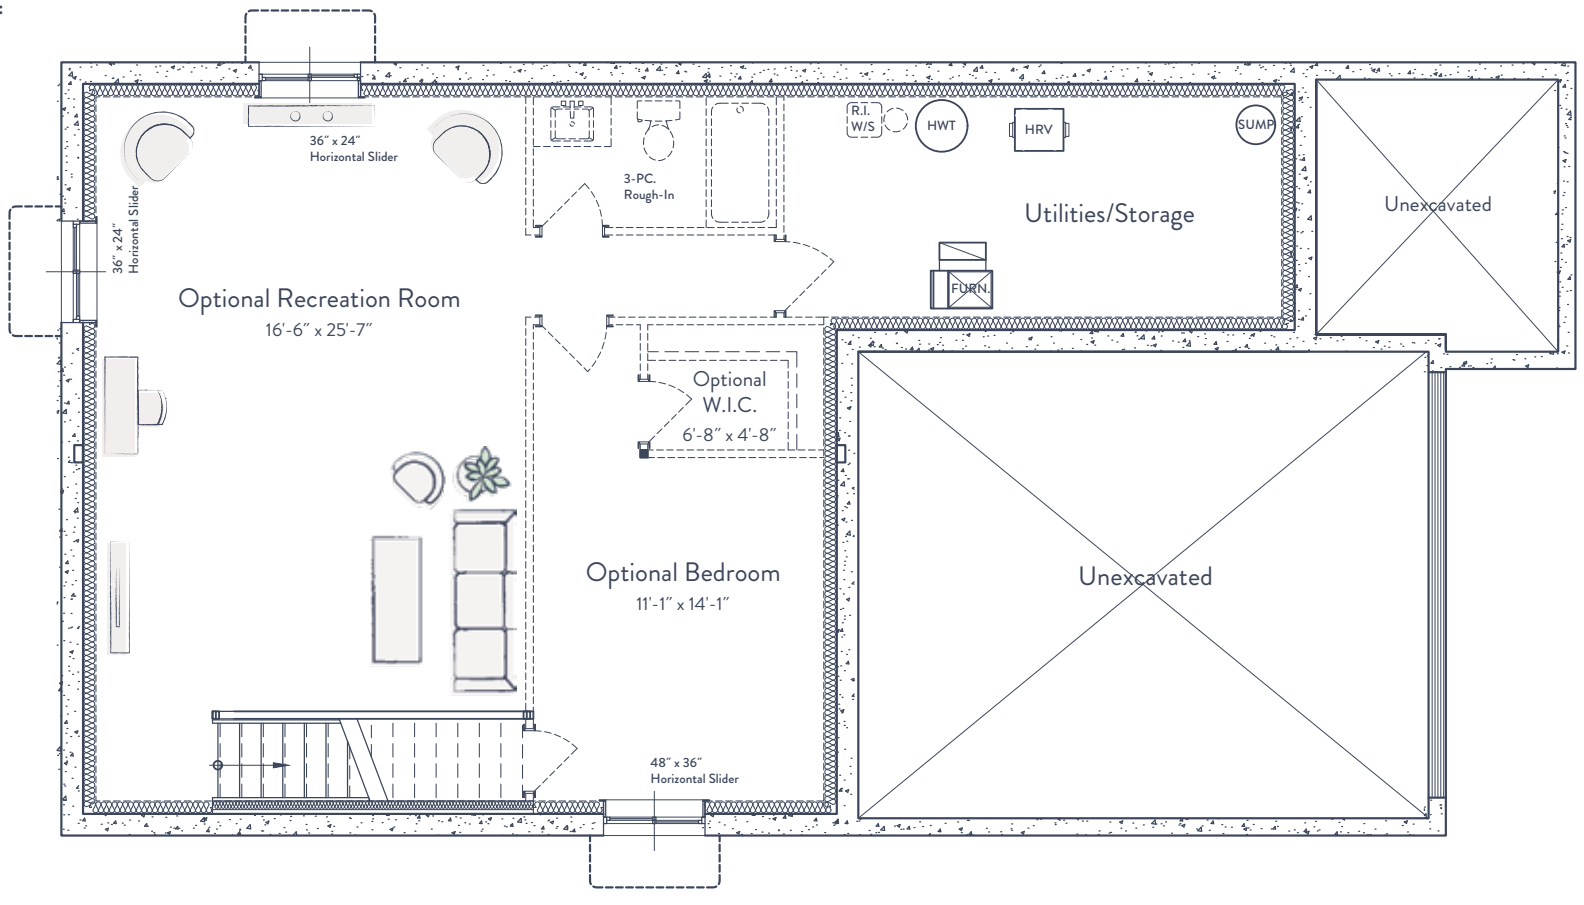 36″ x 24″
Horizontal Slider
36″ x 24″
Horizontal Slider
3-PC.
Rough-In
R.I.
W/S
HWT
HRV
SUMP
Utilities/Storage
Unexcavated
FURN.
Optional Recreation Room
16'-6″ x 25'-7″
Optional
W.I.C.
6'-8″ x 4'-8″
Optional Bedroom
11'-1″ x 14'-1″
Unexcavated
48″ x 36″
Horizontal Slider